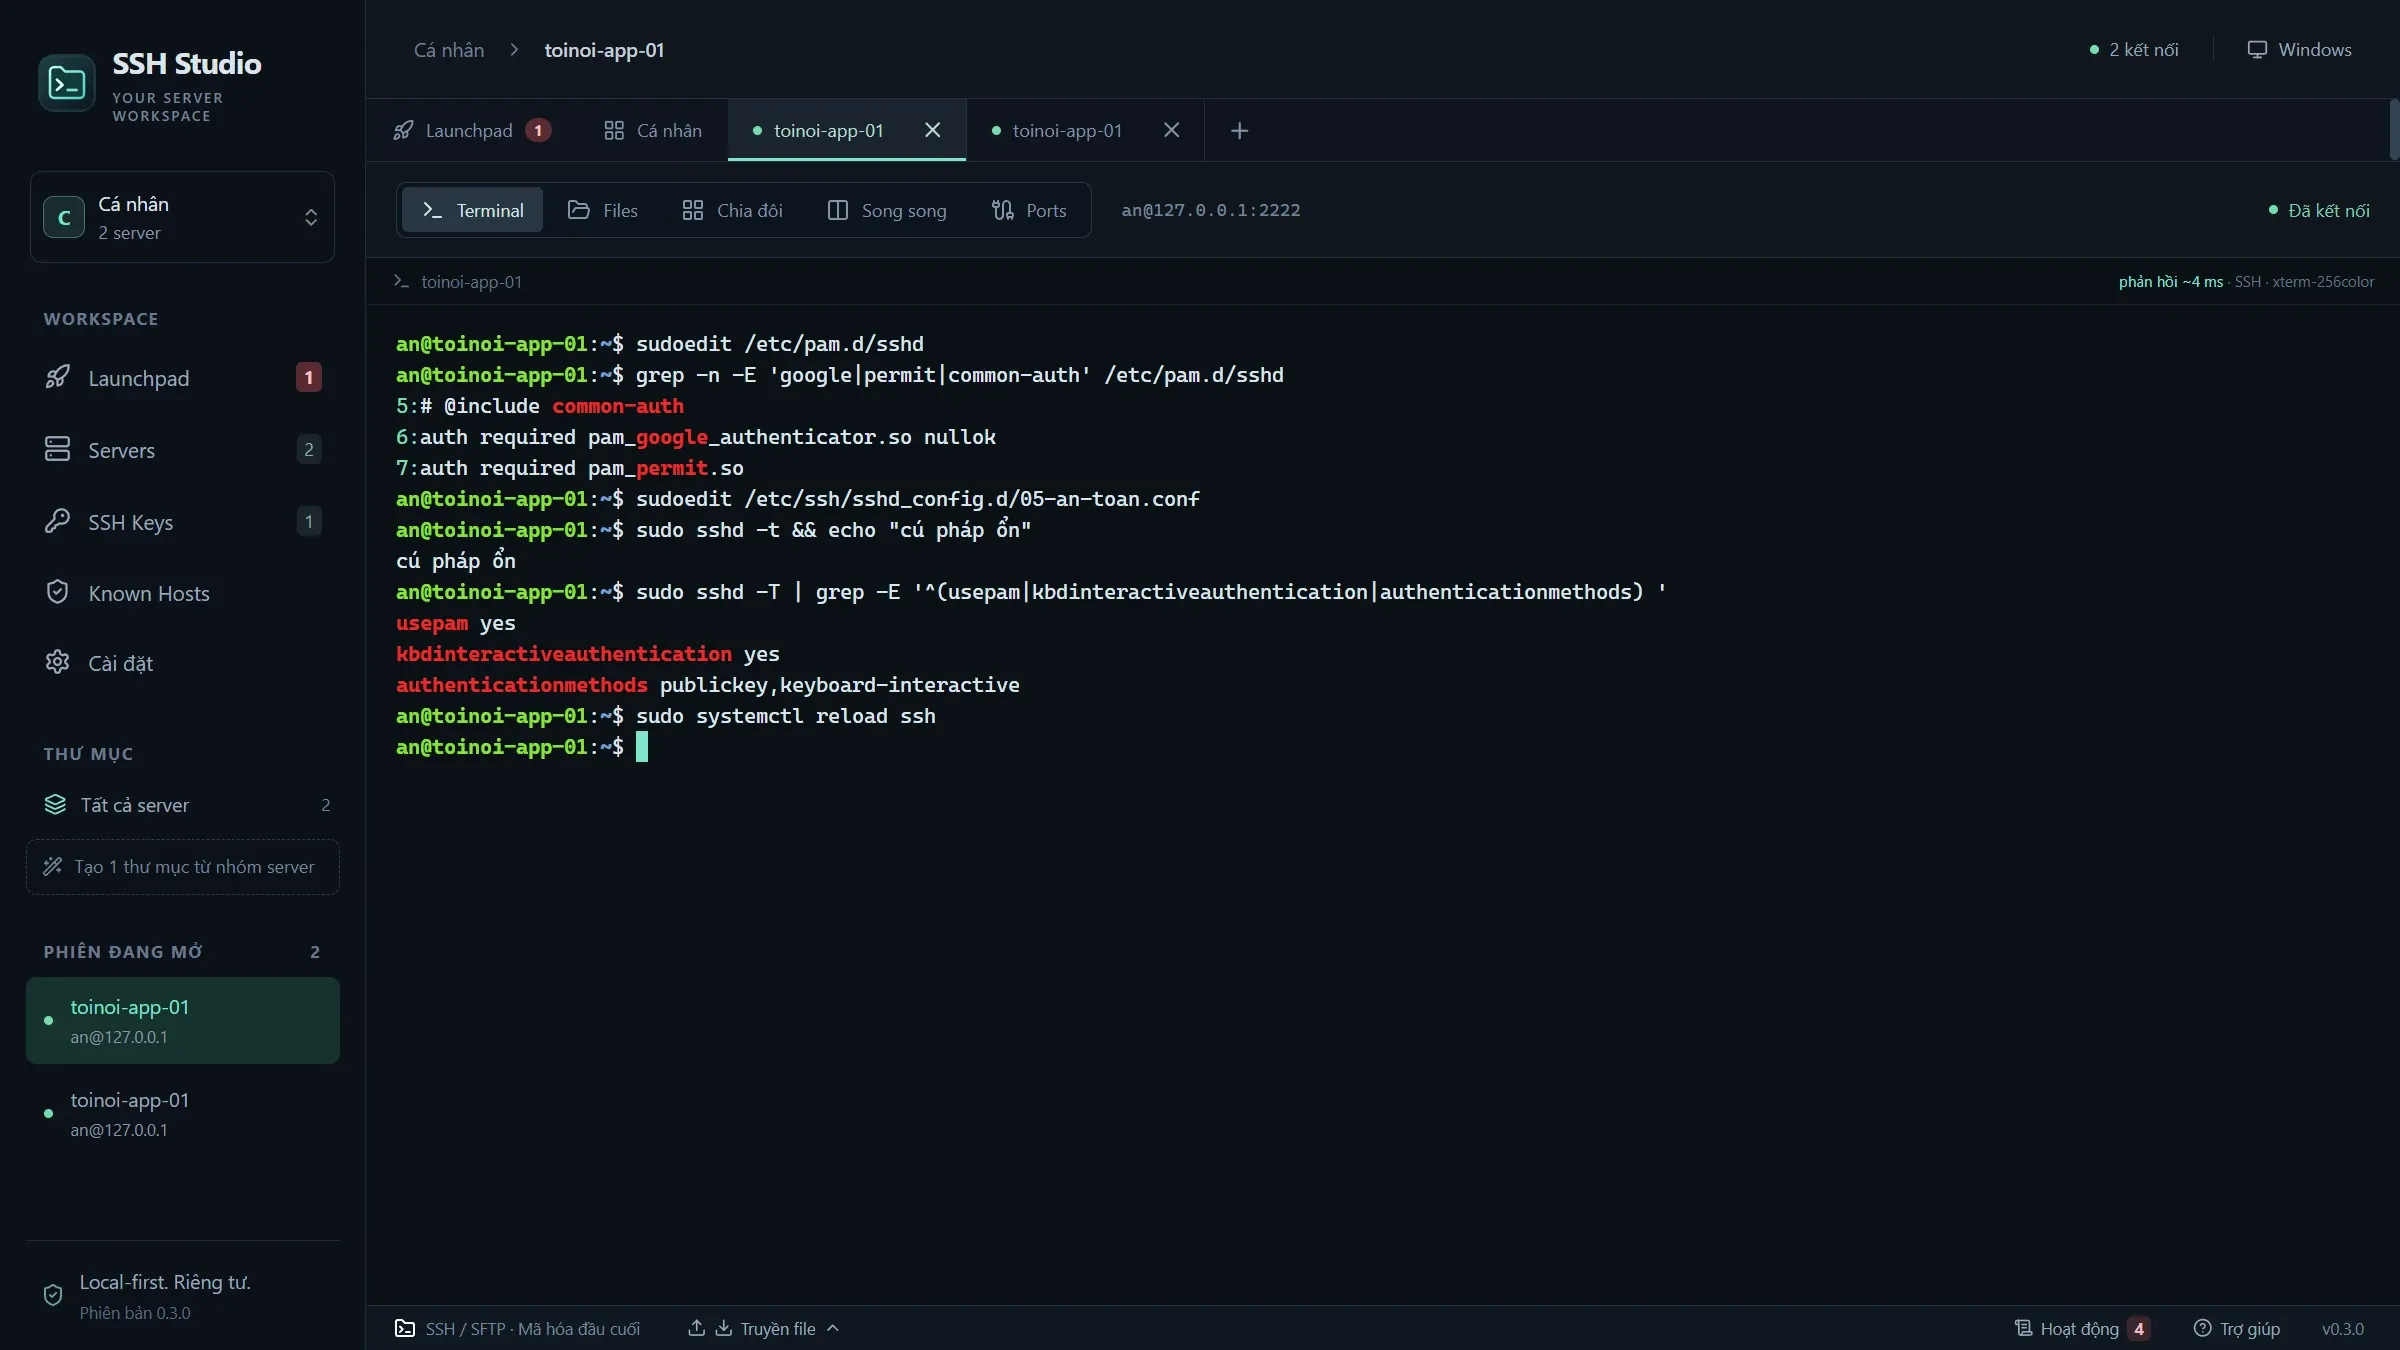 SSH Studio
YOUR SERVER
WORKSPACE
C
Cá nhân
2 server
WORKSPACE
Launchpad 1
Servers 2
SSH Keys 1
Known Hosts
Cài đặt
THƯ MỤC
Tất cả server 2
Tạo 1 thư mục từ nhóm server
PHIÊN ĐANG MỞ 2
toinoi-app-01
an@127.0.0.1
toinoi-app-01
an@127.0.0.1
Local-first. Riêng tư.
Phiên bản 0.3.0
Cá nhân > toinoi-app-01
2 kết nối
Windows
Launchpad 1
Cá nhân
toinoi-app-01
toinoi-app-01
Terminal
Files
Chia đôi
Song song
Ports
an@127.0.0.1:2222
Đã kết nối
toinoi-app-01
phản hồi ~4 ms · SSH · xterm-256color
an@toinoi-app-01:~$ sudoedit /etc/pam.d/sshd
an@toinoi-app-01:~$ grep -n -E 'google|permit|common-auth' /etc/pam.d/sshd
5:# @include common-auth
6:auth required pam_google_authenticator.so nullok
7:auth required pam_permit.so
an@toinoi-app-01:~$ sudoedit /etc/ssh/sshd_config.d/05-an-toan.conf
an@toinoi-app-01:~$ sudo sshd -t && echo "cú pháp ổn"
cú pháp ổn
an@toinoi-app-01:~$ sudo sshd -T | grep -E '^(usepam|kbdinteractiveauthentication|authenticationmethods) '
usepam yes
kbdinteractiveauthentication yes
authenticationmethods publickey,keyboard-interactive
an@toinoi-app-01:~$ sudo systemctl reload ssh
an@toinoi-app-01:~$
SSH / SFTP · Mã hóa đầu cuối
Truyền file
Hoạt động 4
Trợ giúp
v0.3.0